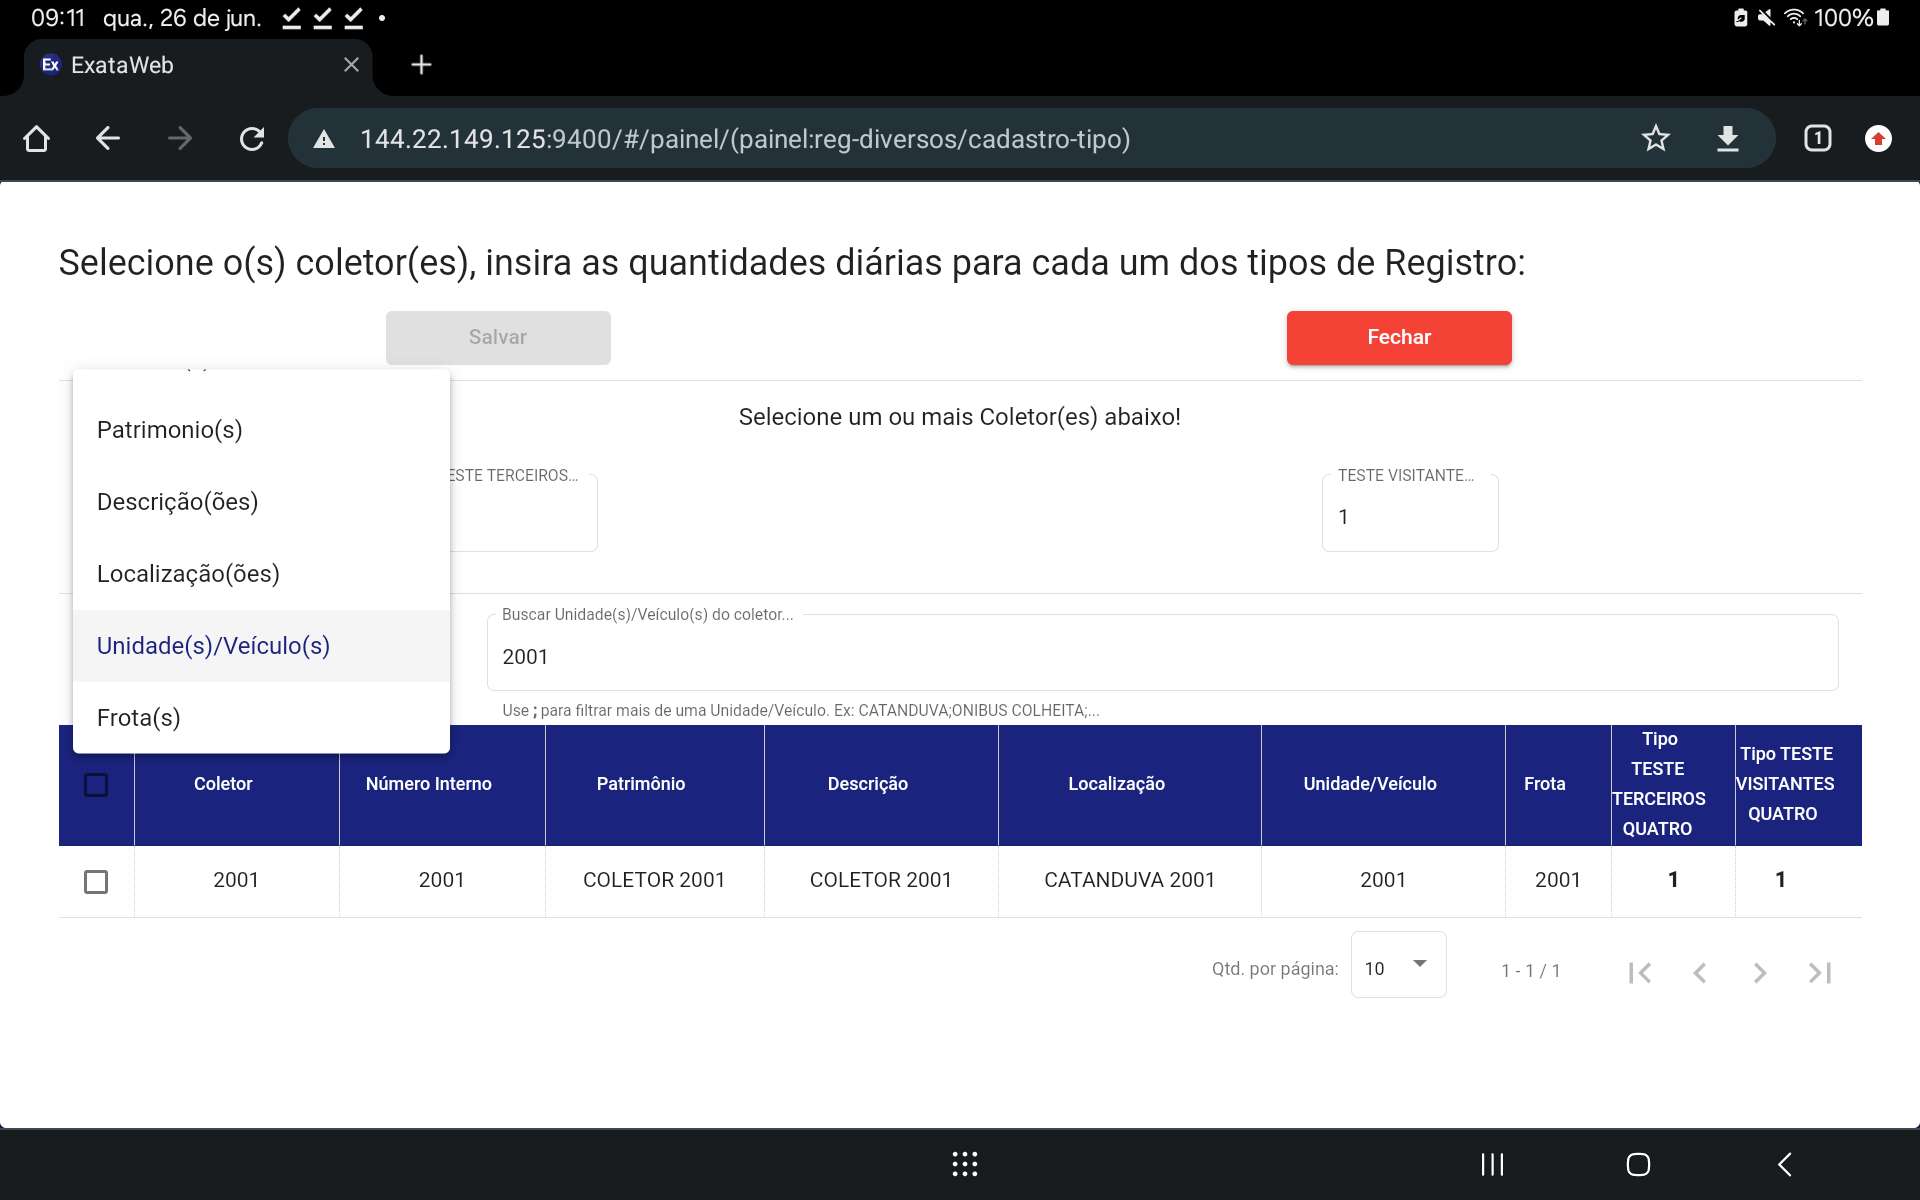 09:11 qua., 26 de jun.
100%
Ex ExataWeb
144.22.149.125:9400/#/painel/(painel:reg-diversos/cadastro-tipo)
1
Selecione o(s) coletor(es), insira as quantidades diárias para cada um dos tipos de Registro:
Salvar
Fechar
Selecione um ou mais Coletor(es) abaixo!
Patrimonio(s)
Descrição(ões)
Localização(ões)
Unidade(s)/Veículo(s)
Frota(s)
ESTE TERCEIROS...
TESTE VISITANTE...
1
Buscar Unidade(s)/Veículo(s) do coletor...
2001
Use ; para filtrar mais de uma Unidade/Veículo. Ex: CATANDUVA;ONIBUS COLHEITA;...
Coletor
Número Interno
Patrimônio
Descrição
Localização
Unidade/Veículo
Frota
Tipo
TESTE
TERCEIROS
QUATRO
Tipo TESTE
VISITANTES
QUATRO
2001 2001 COLETOR 2001 COLETOR 2001 CATANDUVA 2001 2001 2001 1 1
Qtd. por página: 10 1 - 1 / 1